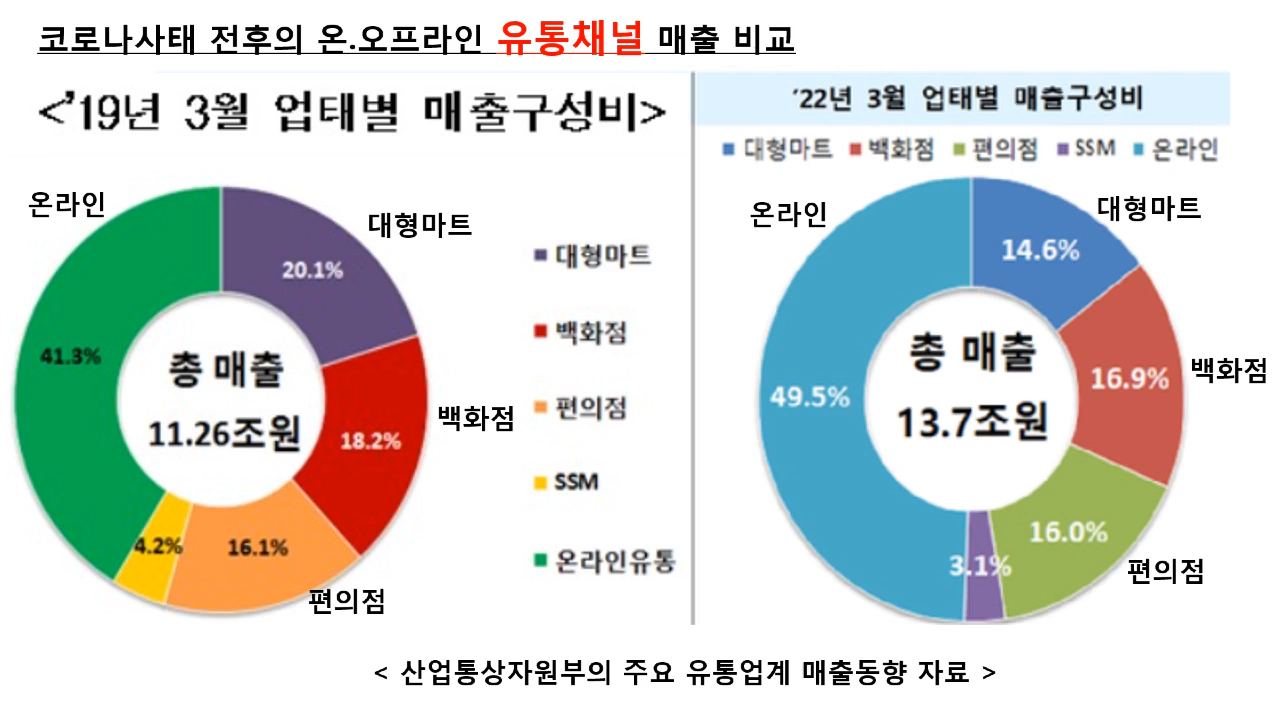 코로나사태 전후의 온.오프라인 유통채널 매출 비교
<'19년 3월 업태별 매출구성비>
온라인
대형마트
20.1%
41.3%
총 매출
11.26조원
18.2%
백화점
4.2%
16.1%
편의점
대형마트
백화점
편의점
SSM
온라인유통
'22년 3월 업태별 매출구성비
대형마트 백화점 편의점 SSM 온라인
온라인
대형마트
14.6%
총 매출
13.7조원
49.5%
16.9%
백화점
16.0%
3.1%
편의점
< 산업통상자원부의 주요 유통업계 매출동향 자료 >